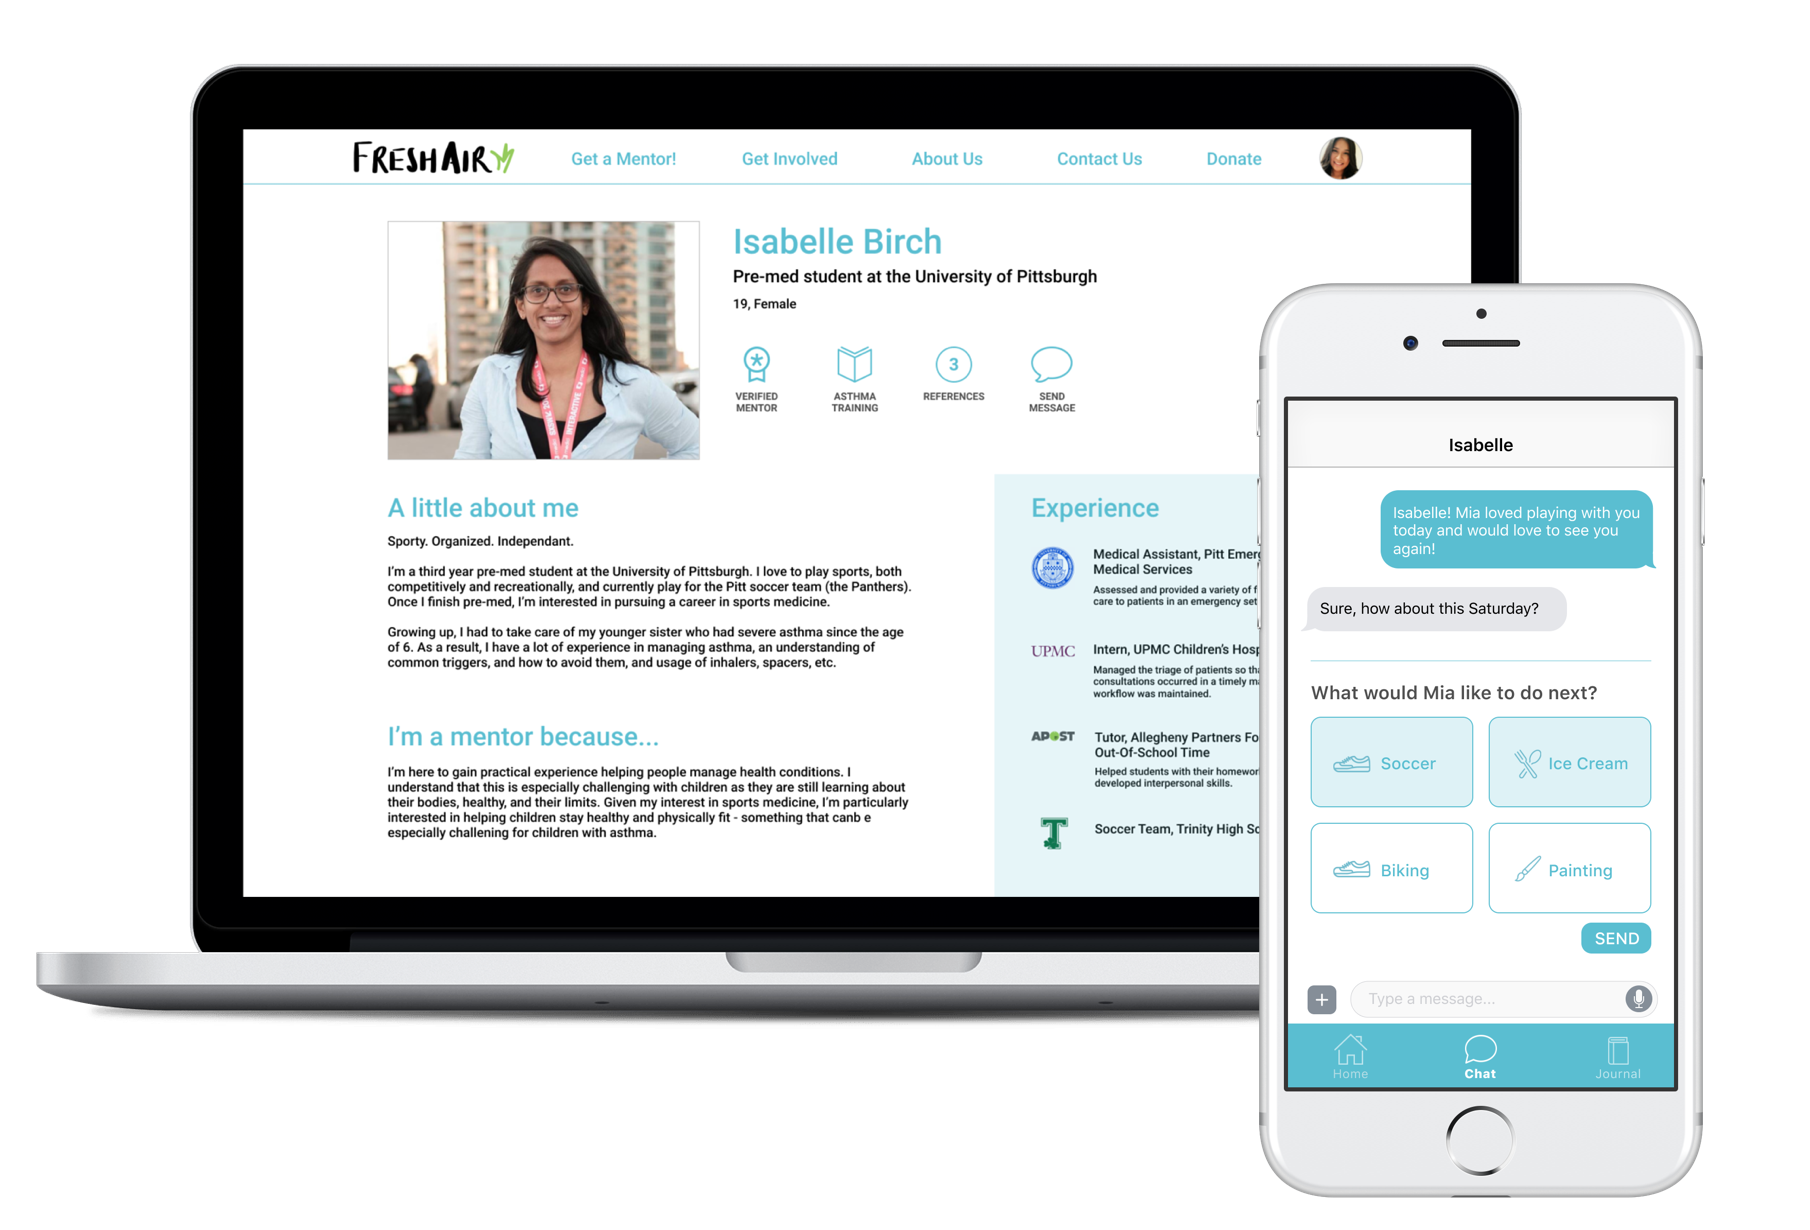 FRESHAIR
Get a Mentor!
Get Involved
About Us
Contact Us
Donate
Isabelle Birch
Pre-med student at the University of Pittsburgh
19, Female
VERIFIED
MENTOR
ASTHMA
TRAINING
3
REFERENCES
SEND
MESSAGE
A little about me
Sporty. Organized. Independant.
I'm a third year pre-med student at the University of Pittsburgh. I love to play sports, both
competitively and recreationally, and currently play for the Pitt soccer team (the Panthers).
Once I finish pre-med, I'm interested in pursuing a career in sports medicine.
Growing up, I had to take care of my younger sister who had severe asthma since the age
of 6. As a result, I have a lot of experience in managing asthma, an understanding of
common triggers, and how to avoid them, and usage of inhalers, spacers, etc.
I'm a mentor because...
I'm here to gain practical experience helping people manage health conditions. I
understand that this is especially challenging with children as they are still learning about
their bodies, healthy, and their limits. Given my interest in sports medicine, I'm particularly
interested in helping children stay healthy and physically fit - something that canb e
especially challening for children with asthma.
Experience
Medical Assistant, Pitt Emerg
Medical Services
Assessed and provided a variety of f
care to patients in an emergency set
UPMC
Intern, UPMC Children's Hosp
Managed the triage of patients so tha
consultations occurred in a timely ma
workflow was maintained.
APOST
Tutor, Allegheny Partners Fo
Out-Of-School Time
Helped students with their homewor
developed interpersonal skills.
T
Soccer Team, Trinity High Sc
Isabelle
Isabelle! Mia loved playing with you
today and would love to see you
again!
Sure, how about this Saturday?
What would Mia like to do next?
Soccer
Ice Cream
Biking
Painting
SEND
+
Type a message...
Home
Chat
Journal